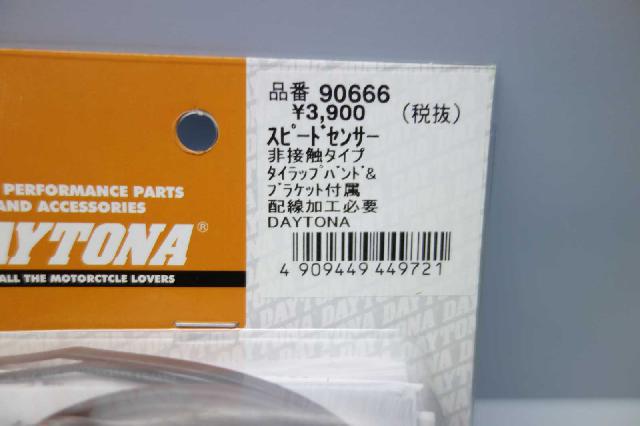 品番 90666
¥3,900 (税抜)
スピードセンサー
非接触タイプ
タイラップバンド&
ブラケット付属
配線加工必要
DAYTONA
4 909449 449721
PERFORMANCE PARTS
AND ACCESSORIES
DAYTONA®
ALL THE MOTORCTCLE LOVERS